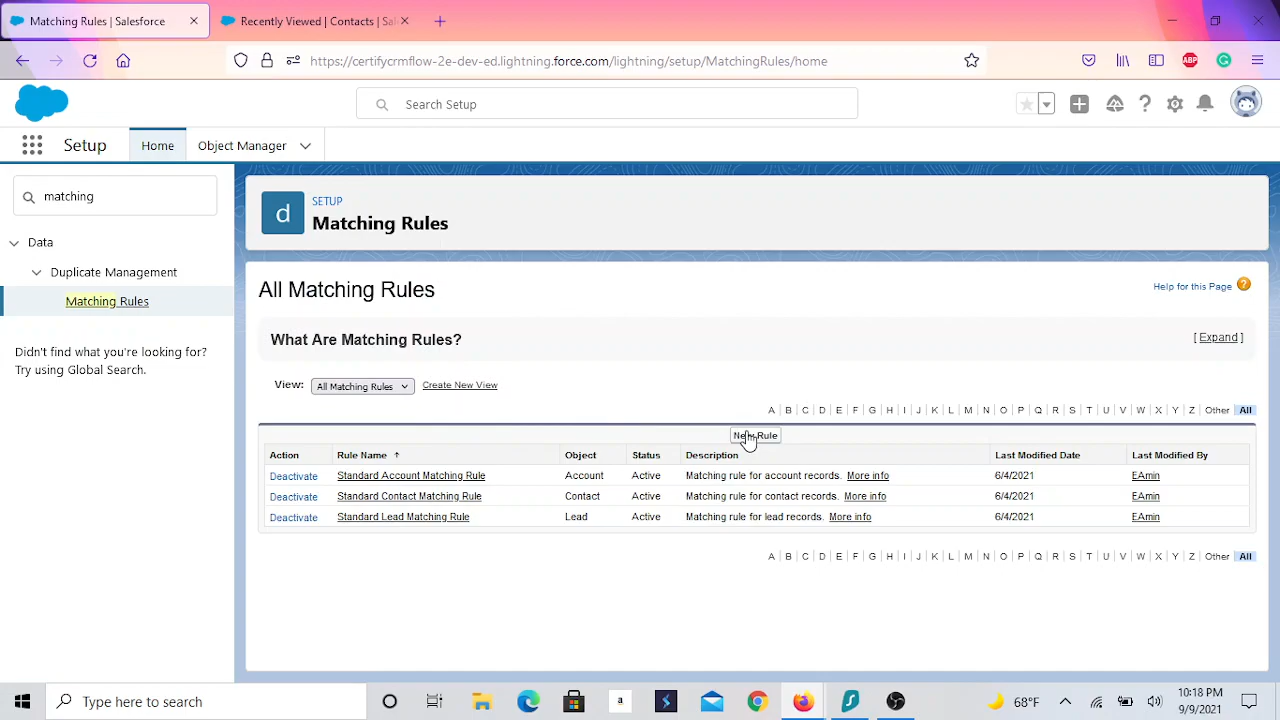 Matching Rules | Salesforce
Recently Viewed | Contacts | Sal
https://certifycrmflow-2e-dev-ed.lightning.force.com/lightning/setup/MatchingRules/home
ABP
Search Setup
Setup
Home
Object Manager
matching
Data
Duplicate Management
Matching Rules
Didn't find what you're looking for?
Try using Global Search.
d
SETUP
Matching Rules
All Matching Rules
Help for this Page
What Are Matching Rules?
[ Expand ]
View: All Matching Rules Create New View
A | B | C | D | E | F | G | H | I | J | K | L | M | N | O | P | Q | R | S | T | U | V | W | X | Y | Z | Other | All
New Rule
Action Rule Name Object Status Description Last Modified Date Last Modified By
Deactivate Standard Account Matching Rule Account Active Matching rule for account records. More info 6/4/2021 EAmin
Deactivate Standard Contact Matching Rule Contact Active Matching rule for contact records. More info 6/4/2021 EAmin
Deactivate Standard Lead Matching Rule Lead Active Matching rule for lead records. More info 6/4/2021 EAmin
A | B | C | D | E | F | G | H | I | J | K | L | M | N | O | P | Q | R | S | T | U | V | W | X | Y | Z | Other | All
Type here to search
a
68°F
10:18 PM
9/9/2021